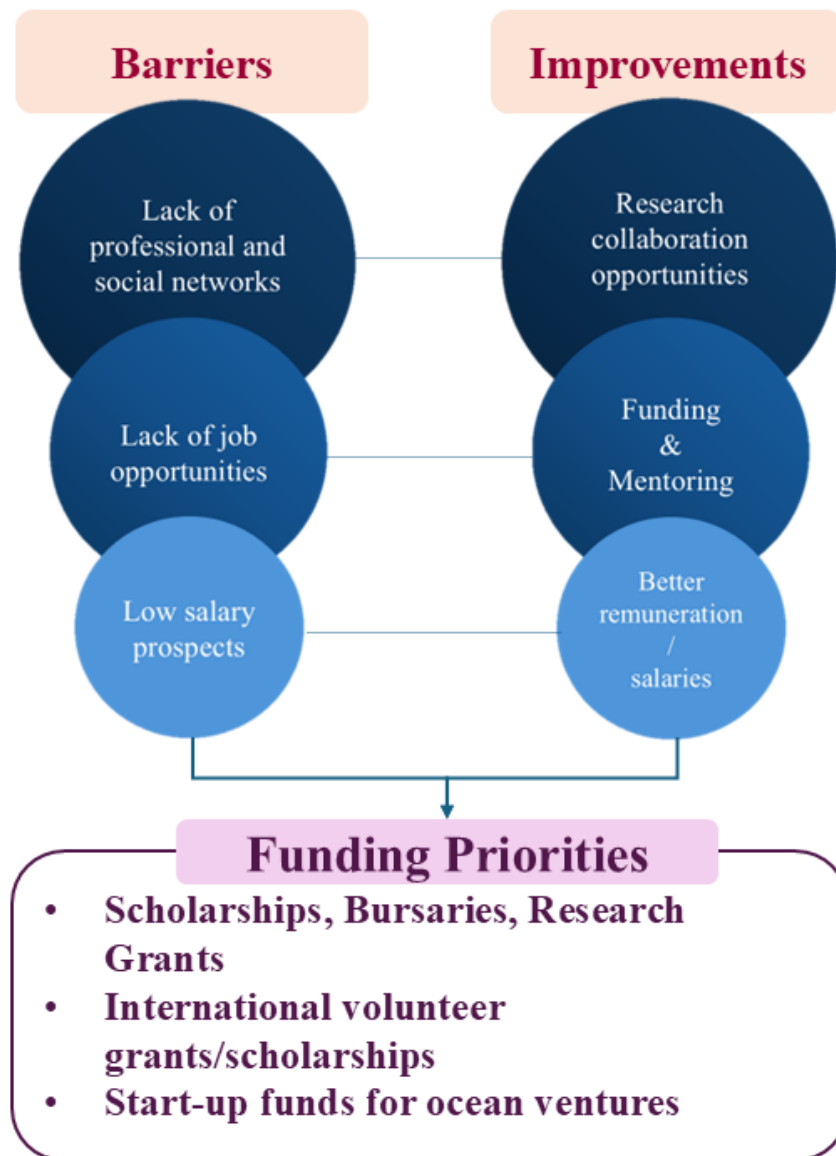 Barriers
Improvements
Lack of
professional and
social networks
Research
collaboration
opportunities
Lack of job
opportunities
Funding
&
Mentoring
Low salary
prospects
Better
remuneration
/
salaries
Funding Priorities
• Scholarships, Bursaries, Research
Grants
• International volunteer
grants/scholarships
• Start-up funds for ocean ventures